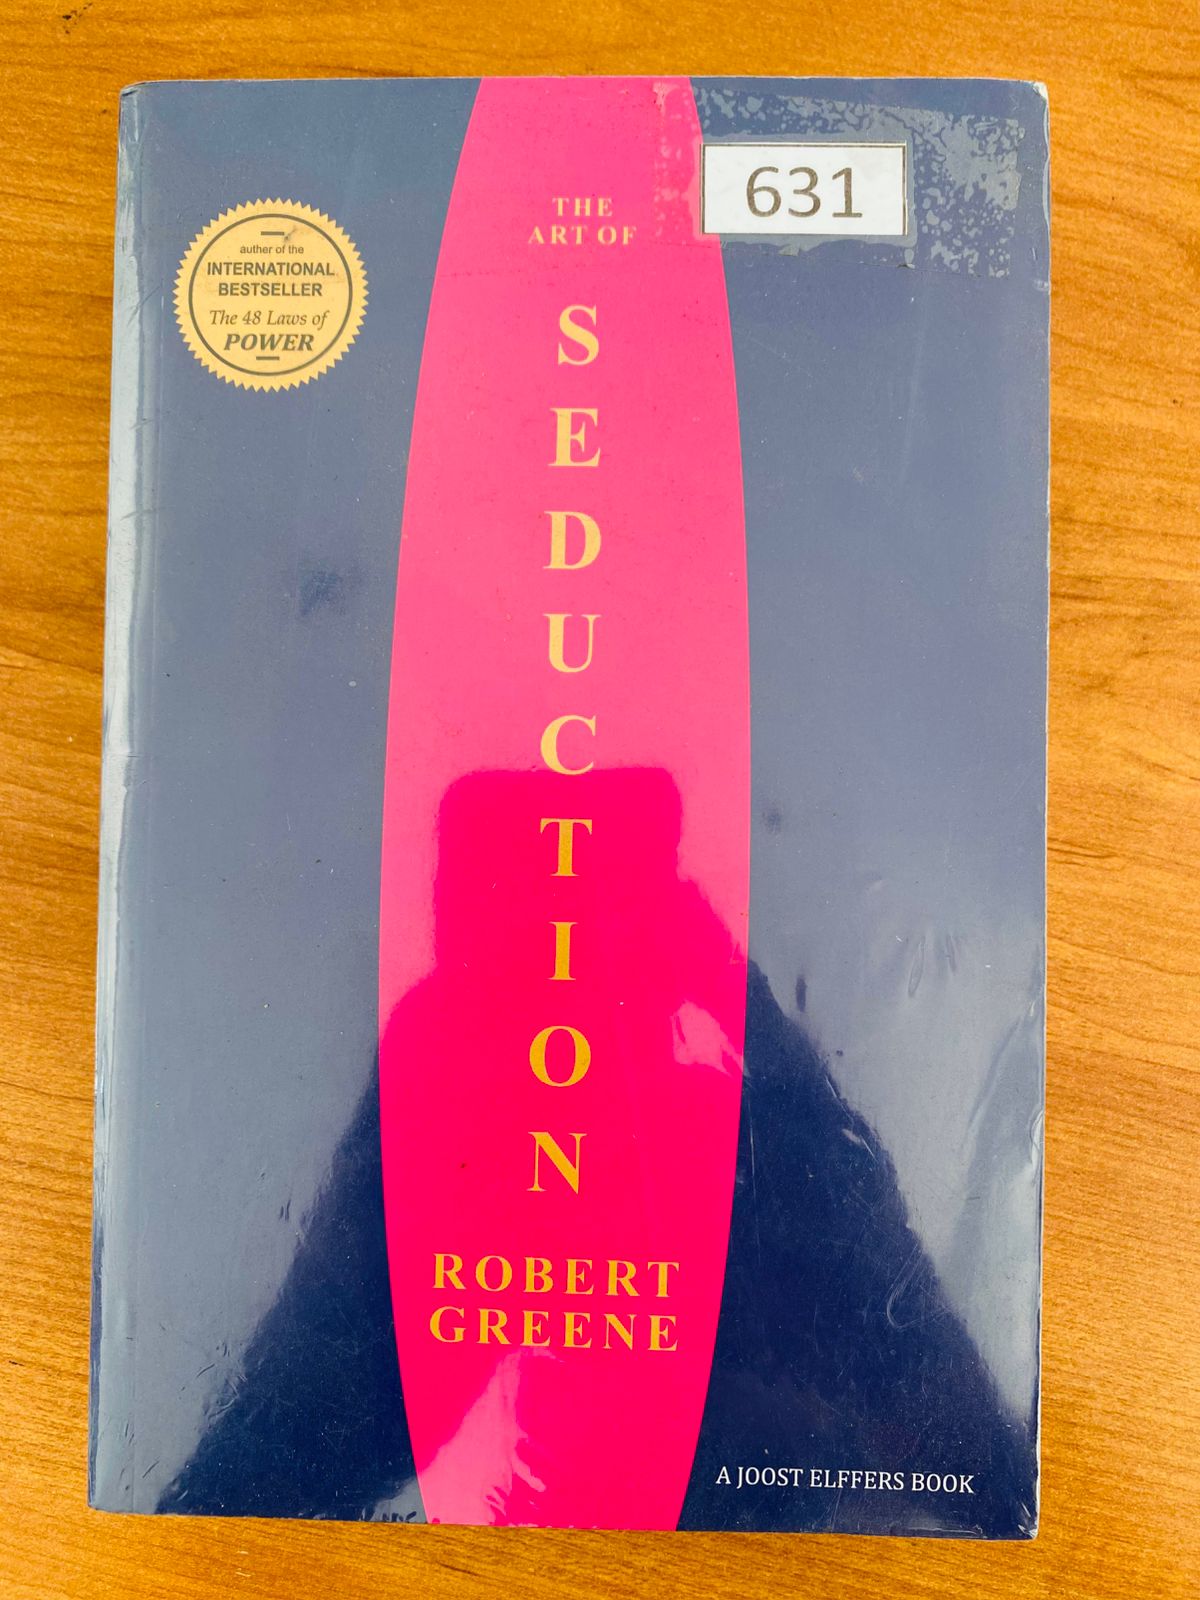 631
THE
ART OF
SEDUCTION
auther of the
INTERNATIONAL
BESTSELLER
The 48 Laws of
POWER
ROBERT
GREENE
A JOOST ELFFERS BOOK